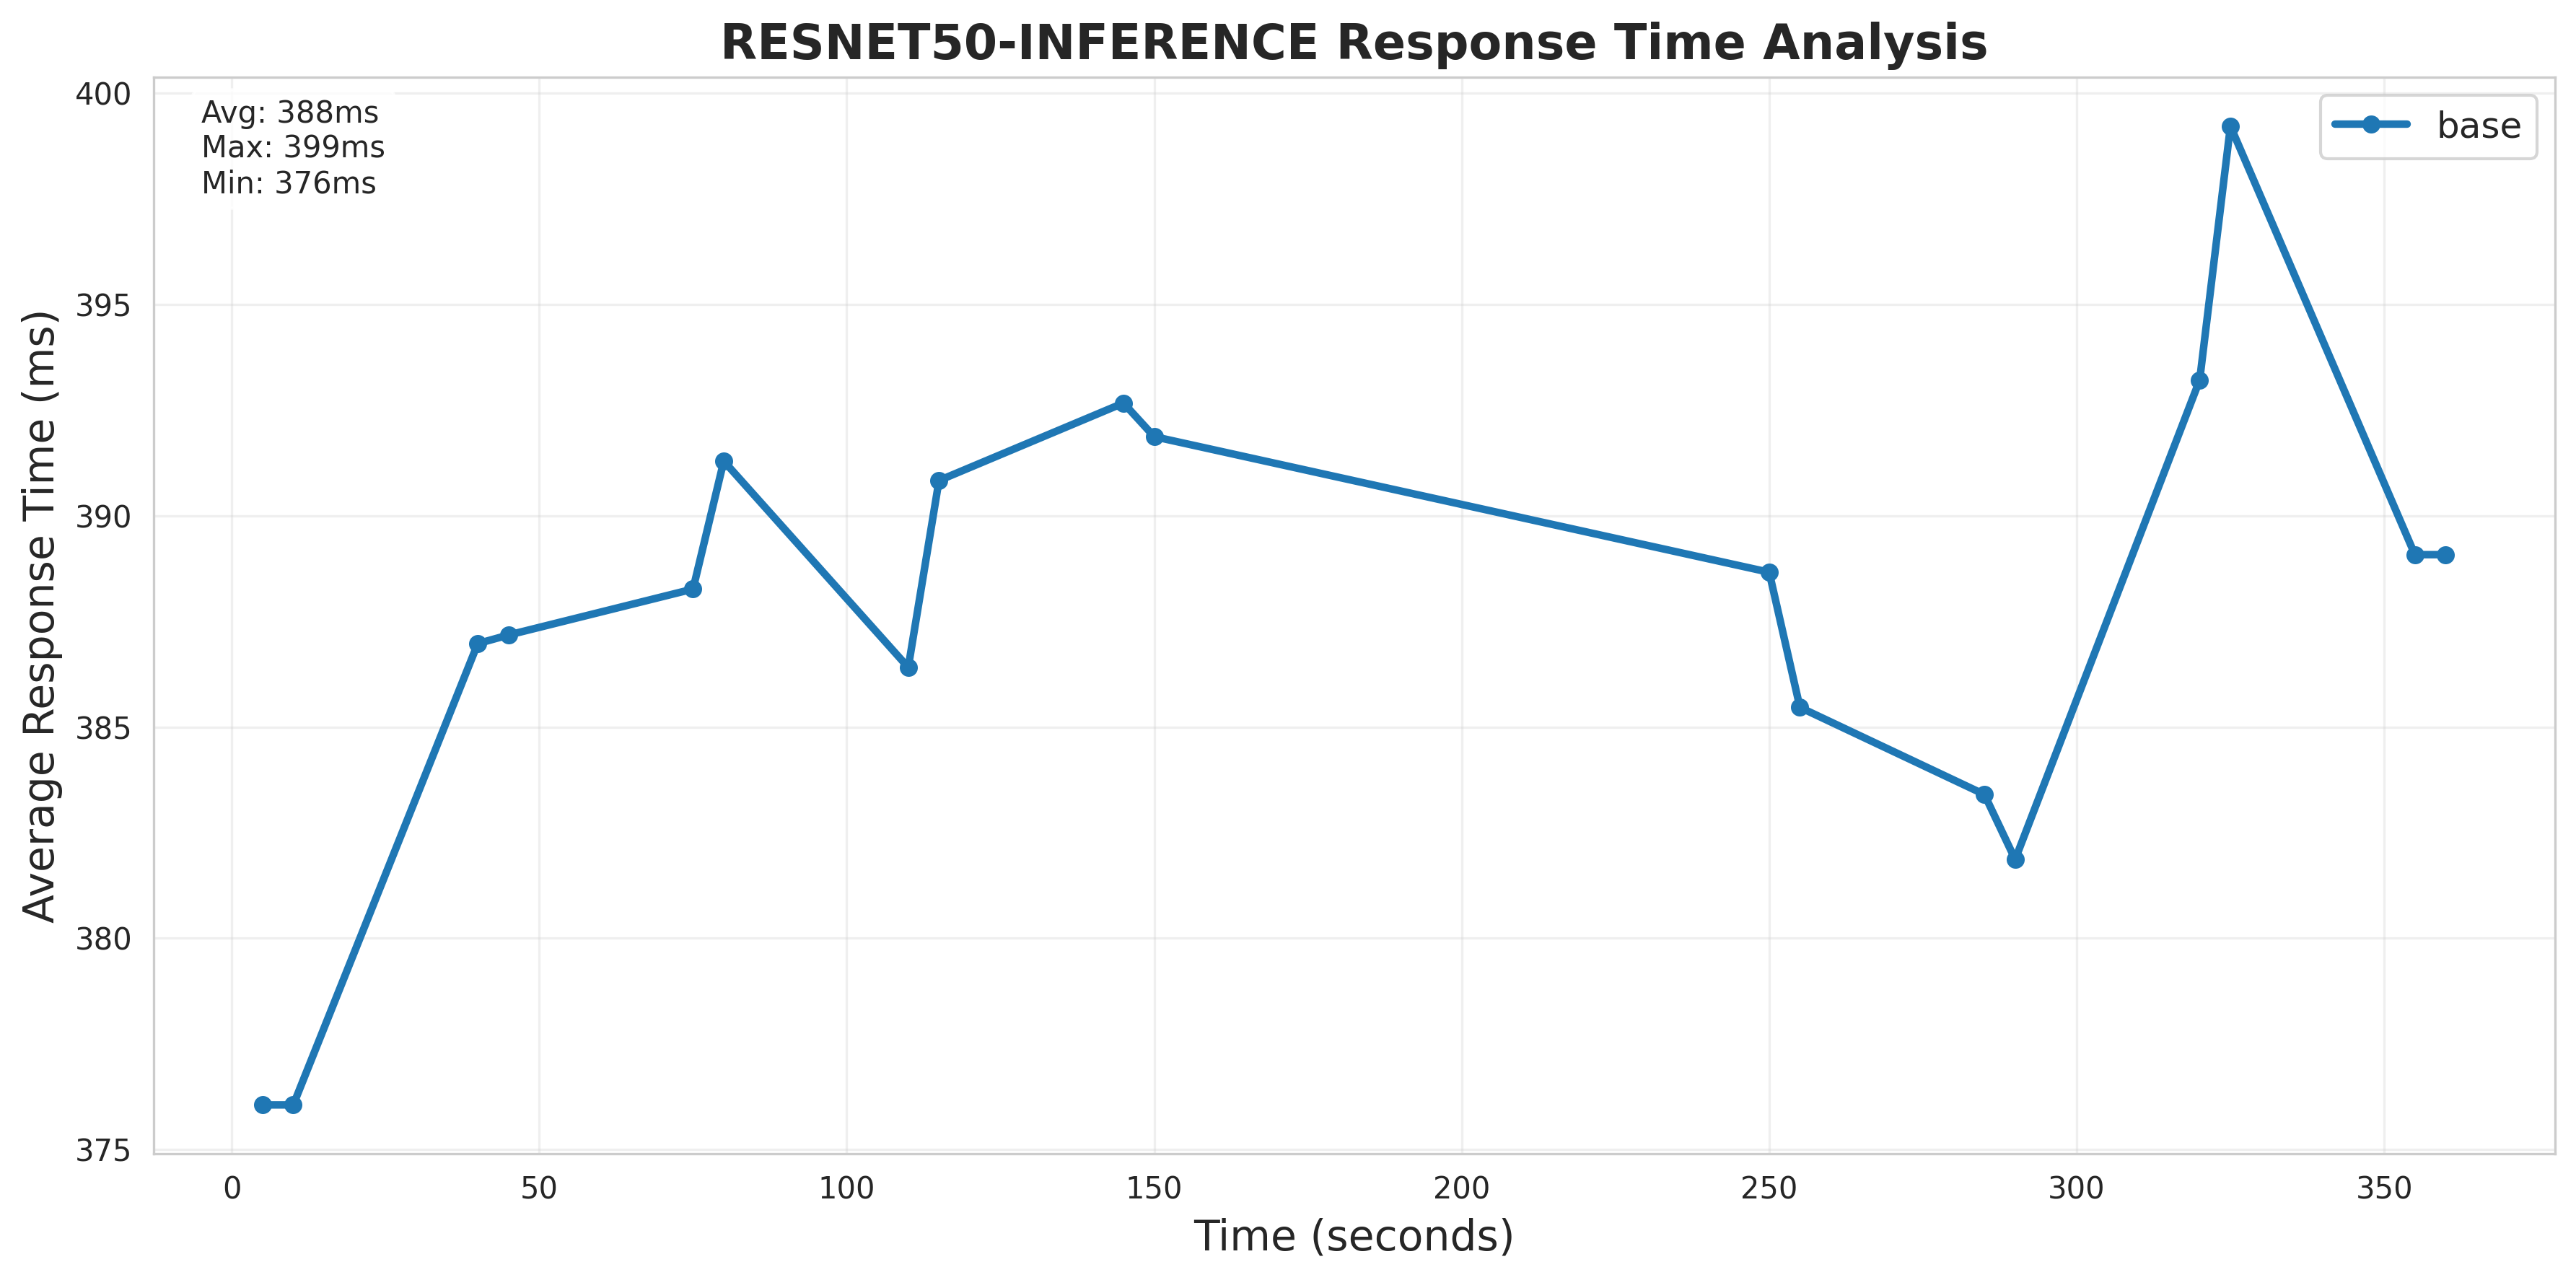 RESNET50-INFERENCE Response Time Analysis
Avg: 388ms
Max: 399ms
Min: 376ms
base
Average Response Time (ms)
400
395
390
385
380
375
0 50 100 150 200 250 300 350
Time (seconds)